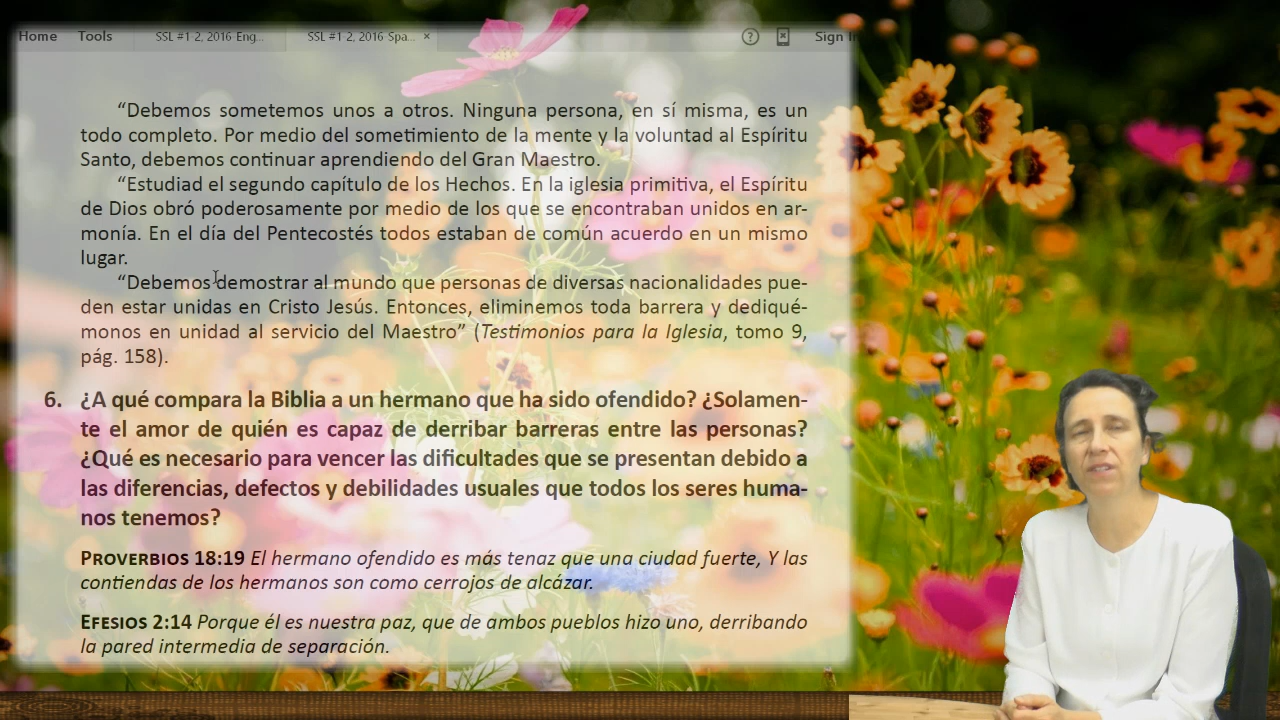 Home Tools SSL #1-2, 2016-Eng... SSL #1-2, 2016-Spa... × ? Sign In
“Debemos sometemos unos a otros. Ninguna persona, en sí misma, es un
todo completo. Por medio del sometimiento de la mente y la voluntad al Espíritu
Santo, debemos continuar aprendiendo del Gran Maestro.
“Estudiad el segundo capítulo de los Hechos. En la iglesia primitiva, el Espíritu
de Dios obró poderosamente por medio de los que se encontraban unidos en ar-
monía. En el día del Pentecostés todos estaban de común acuerdo en un mismo
lugar.
“Debemos demostrar al mundo que personas de diversas nacionalidades pue-
den estar unidas en Cristo Jesús. Entonces, eliminemos toda barrera y dediqué-
monos en unidad al servicio del Maestro” (Testimonios para la Iglesia, tomo 9,
pág. 158).
6. ¿A qué compara la Biblia a un hermano que ha sido ofendido? ¿Solamen-
te el amor de quién es capaz de derribar barreras entre las personas?
¿Qué es necesario para vencer las dificultades que se presentan debido a
las diferencias, defectos y debilidades usuales que todos los seres huma-
nos tenemos?
PROVERBIOS 18:19 El hermano ofendido es más tenaz que una ciudad fuerte, Y las
contiendas de los hermanos son como cerrojos de alcázar.
EFESIOS 2:14 Porque él es nuestra paz, que de ambos pueblos hizo uno, derribando
la pared intermedia de separación.